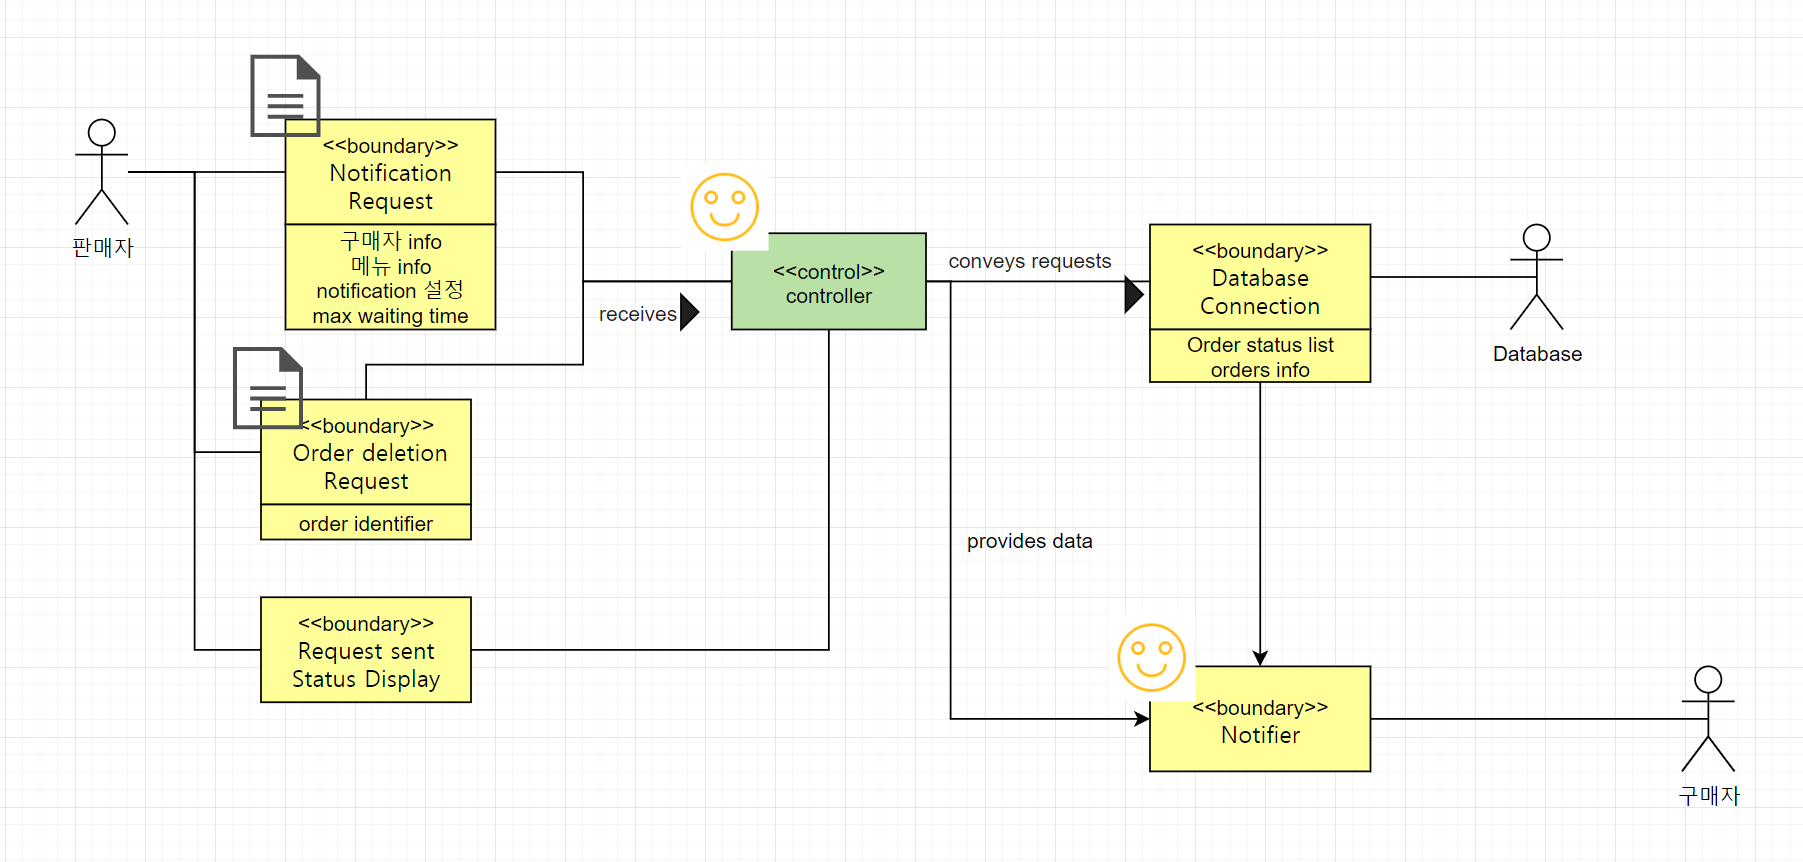 판매자
<<boundary>>
Notification
Request
구매자 info
메뉴 info
notification 설정
max waiting time
<<boundary>>
Order deletion
Request
order identifier
<<boundary>>
Request sent
Status Display
receives
<<control>>
controller
conveys requests
provides data
<<boundary>>
Database
Connection
Order status list
orders info
Database
<<boundary>>
Notifier
구매자